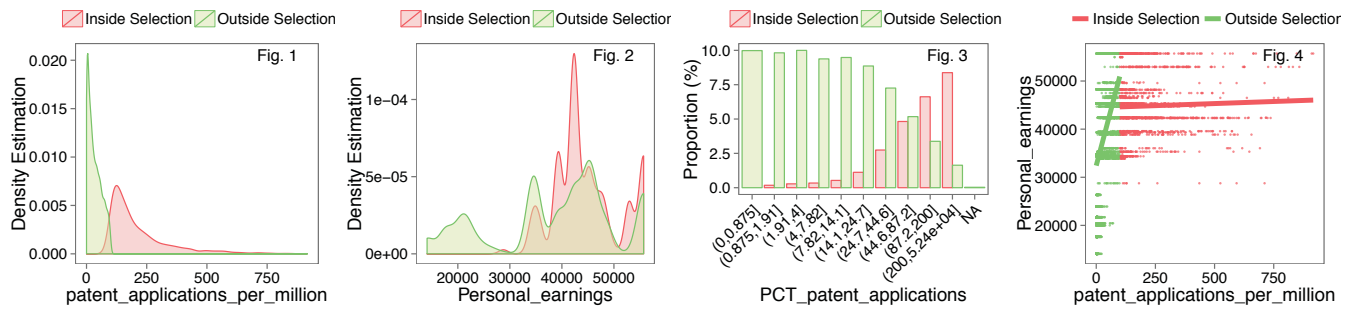 Inside Selection Outside Selection
Fig. 1
Density Estimation
0.020
0.015
0.010
0.005
0.000
0 250 500 750
patent_applications_per_million
Inside Selection Outside Selection
Fig. 2
Density Estimation
1e−04
5e−05
0e+00
20000 30000 40000 50000
Personal_earnings
Inside Selection Outside Selection
Fig. 3
Proportion (%)
10.0
7.5
5.0
2.5
0.0
(0,0.875]
(0.875,1.91]
(1.91,4]
(4,7.82]
(7.82,14.1]
(14.1,24.7]
(24.7,44.6]
(44.6,87.2]
(87.2,200]
(200,5.24e+04]
NA
PCT_patent_applications
Inside Selection Outside Selection
Fig. 4
Personal_earnings
50000
40000
30000
20000
0 250 500 750
patent_applications_per_million